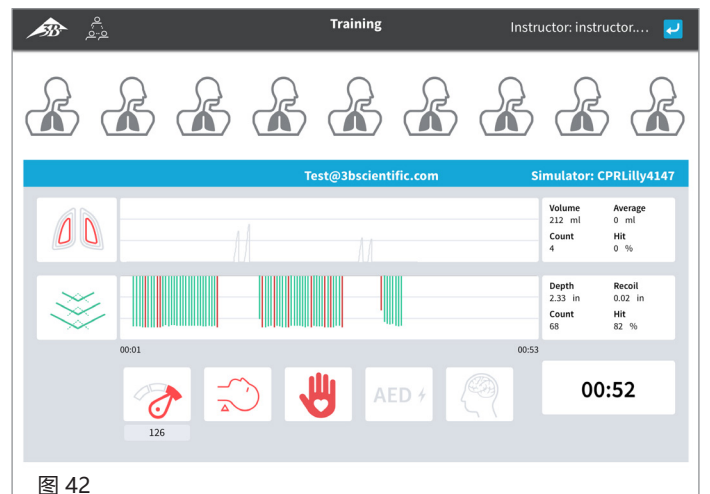 3B
Training
Instructor: instructor....
Test@3bscientific.com
Simulator: CPRLilly4147
Volume Average
212 ml 0 ml
Count Hit
4 0 %
Depth Recoil
2.33 in 0.02 in
Count Hit
68 82 %
00:01
00:53
AED
00:52
126
图 42